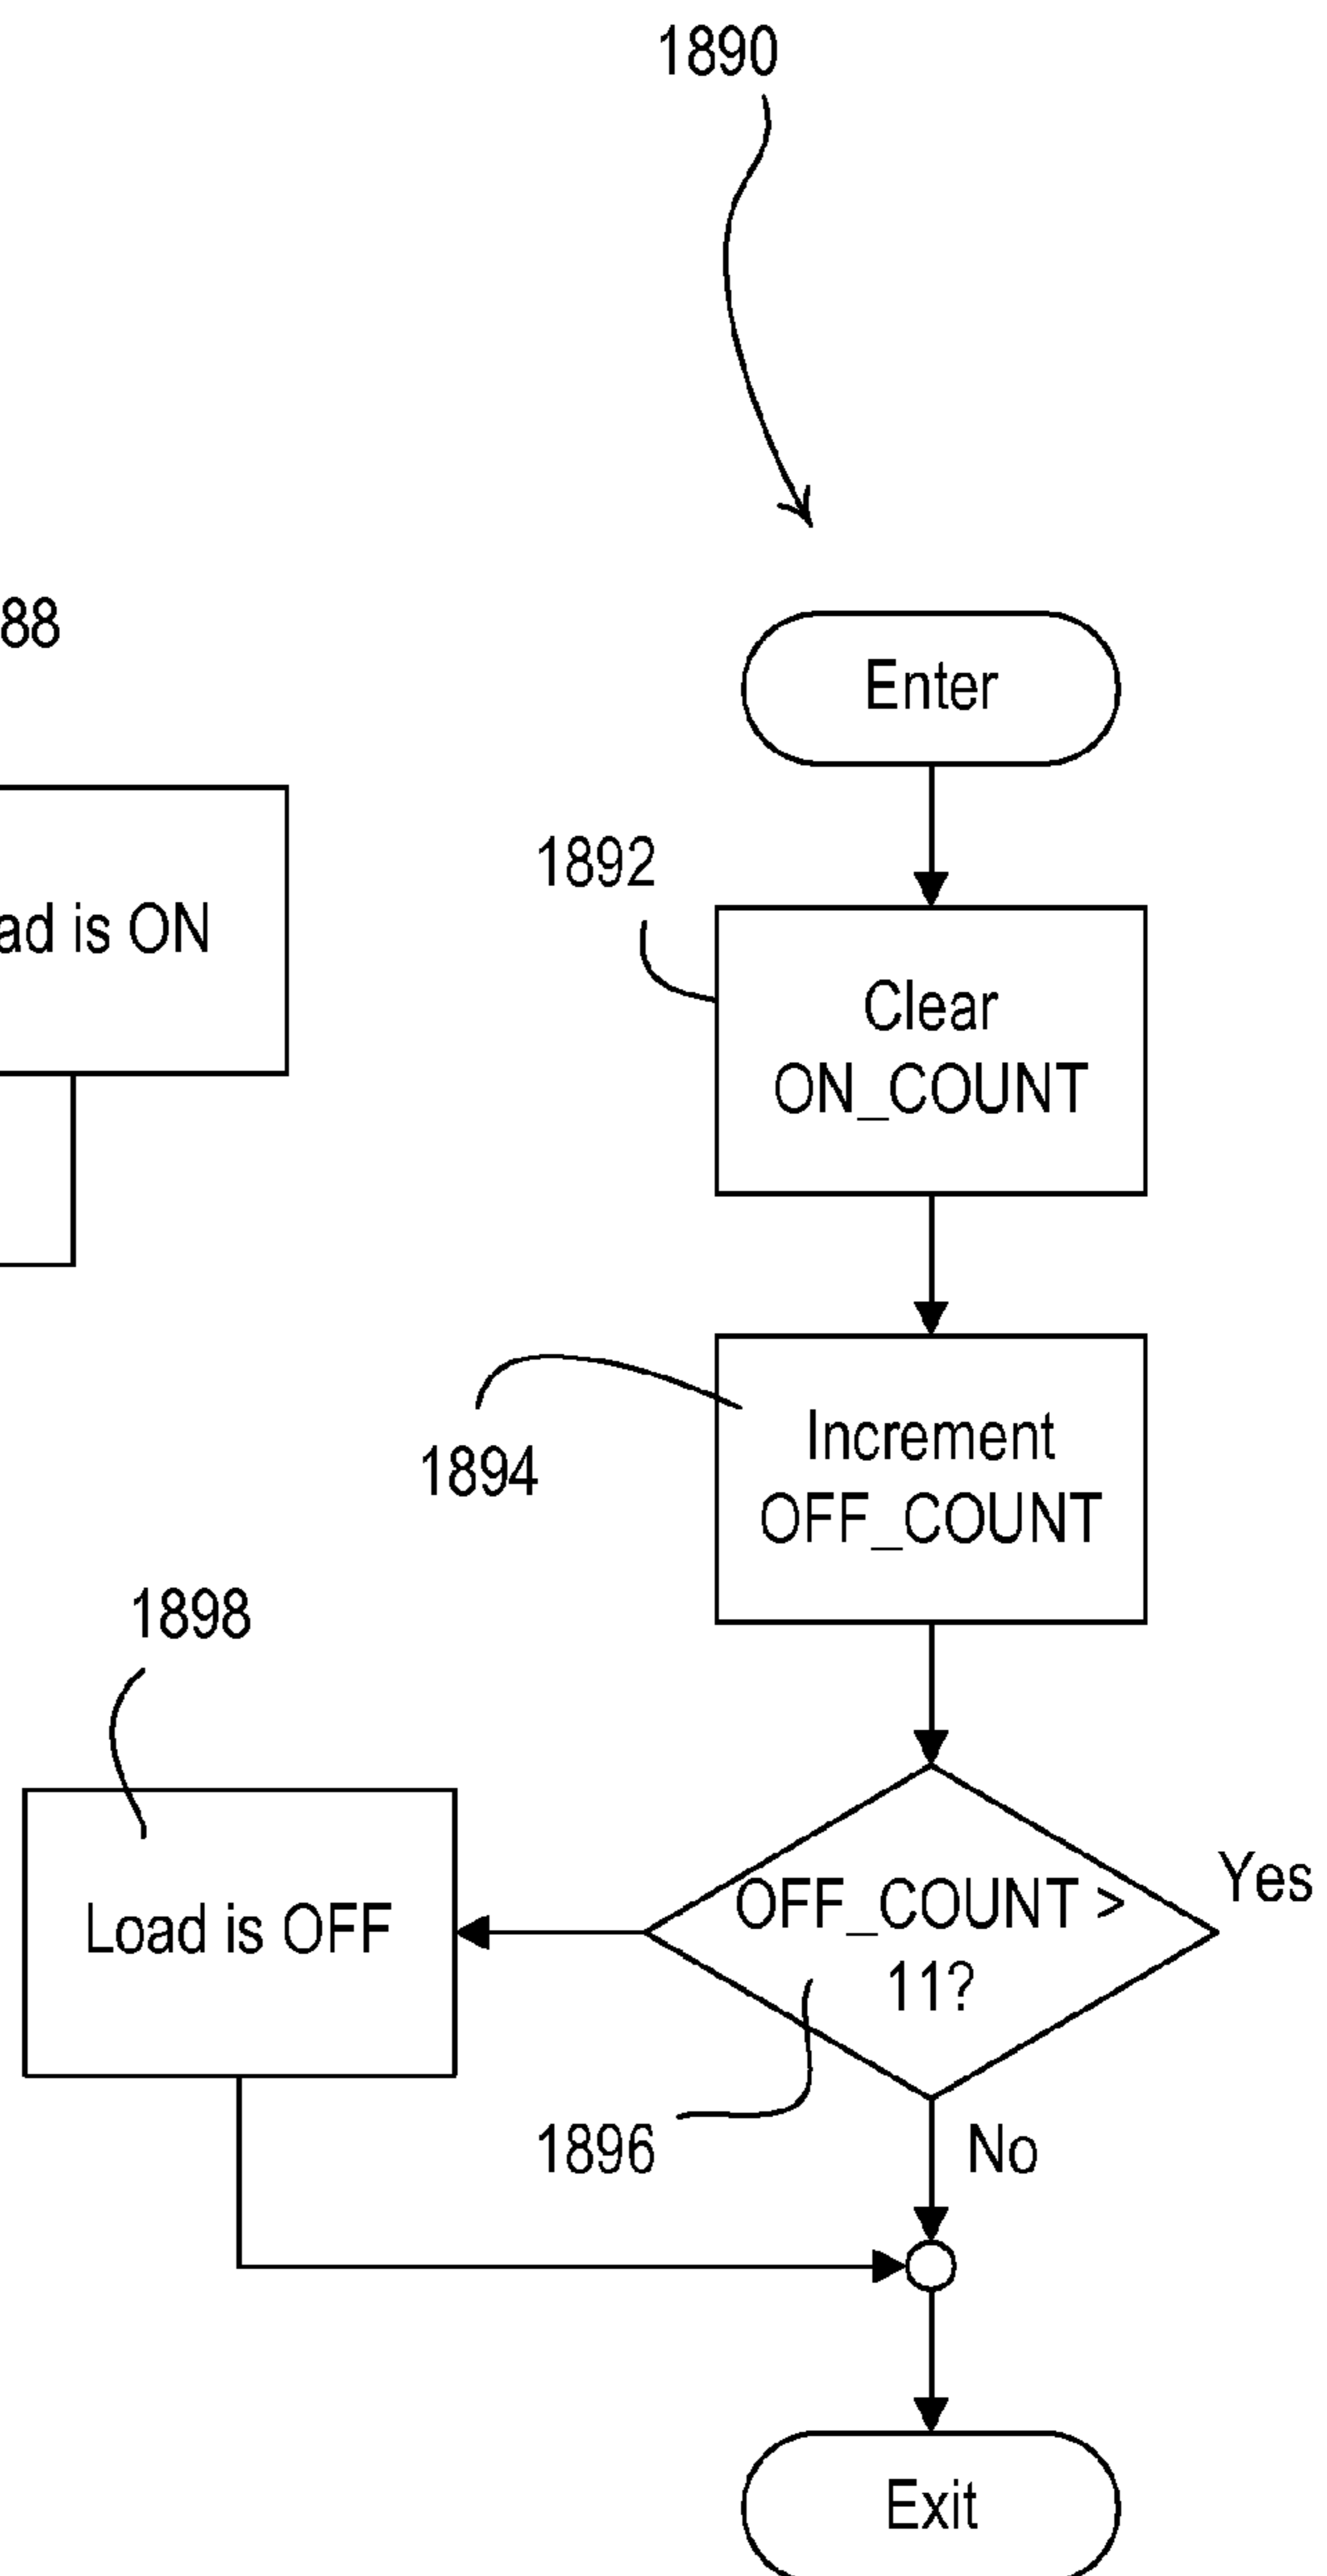 1890
88
Enter
ad is ON
1892
Clear
ON_COUNT
1894
Increment
OFF_COUNT
1898
Load is OFF
OFF_COUNT >
11?
Yes
1896
No
Exit